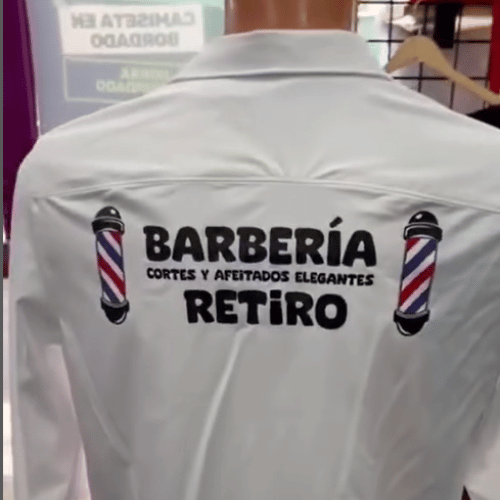 CAMISETA EN
BORDADO
BARBERÍA
CORTES Y AFEITADOS ELEGANTES
RETIRO